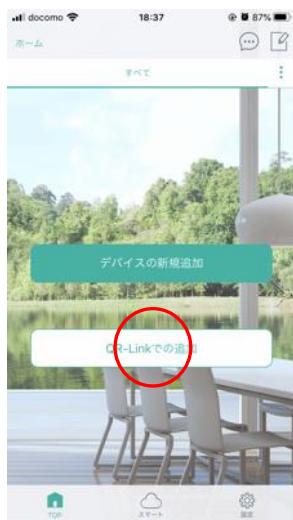 docomo 18:37 87%
ホーム
すべて
デバイスの新規追加
QR-Linkでの追加
TOP スマート 設定